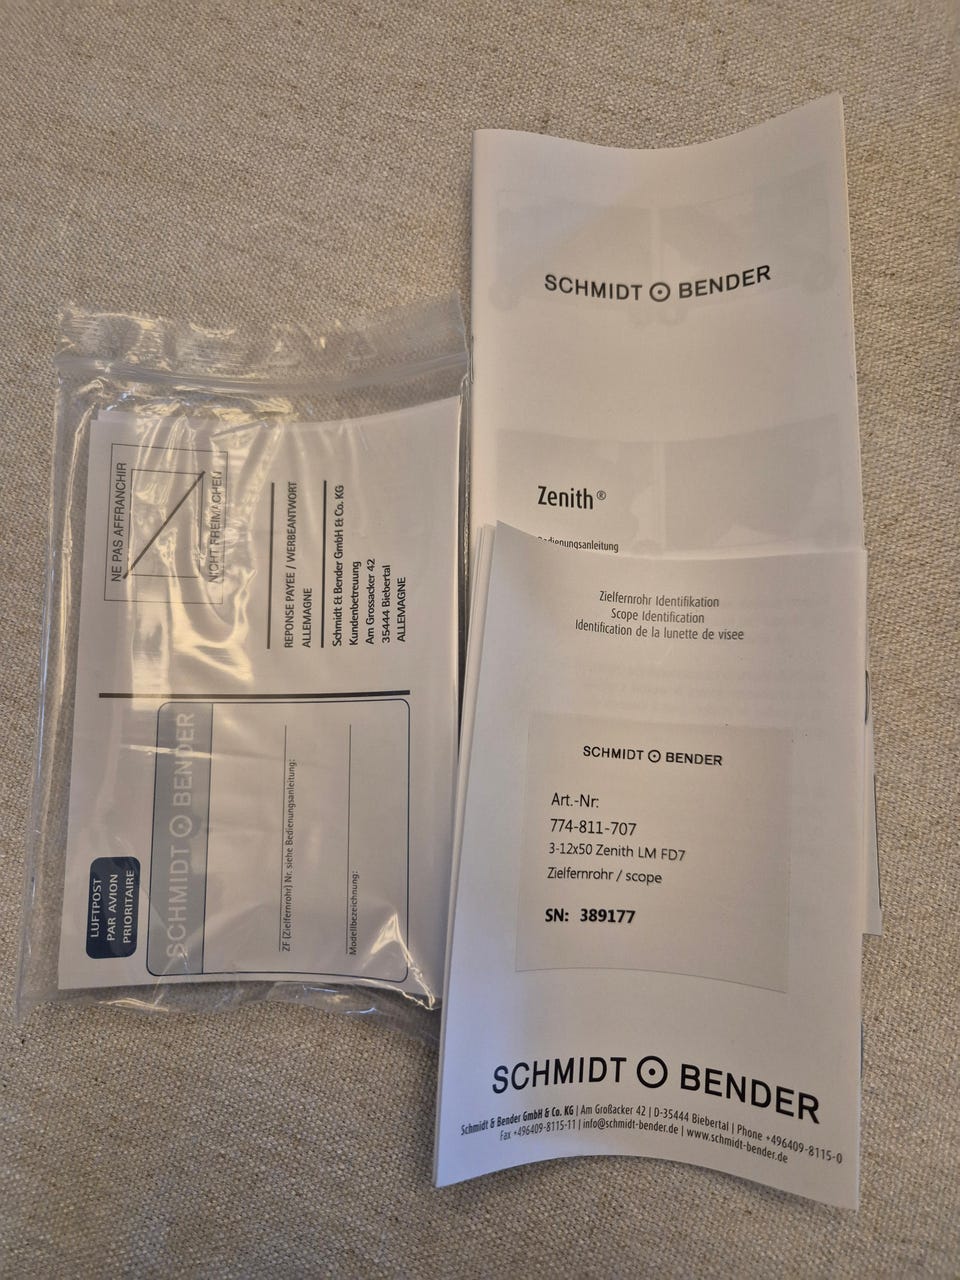 SCHMIDT BENDER
Zenith®
Bedienungsanleitung
Zielfernrohr Identifikation
Scope Identification
Identification de la lunette de visee
SCHMIDT BENDER
Art.-Nr:
774-811-707
3-12x50 Zenith LM FD7
Zielfernrohr / scope
SN: 389177
SCHMIDT BENDER
Schmidt & Bender GmbH & Co. KG | Am Großacker 42 | D-35444 Biebertal | Phone +496409-8115-0
Fax +496409-8115-11 | info@schmidt-bender.de | www.schmidt-bender.de
NE PAS AFFRANCHIR
NICHT FREIMACHEN
REPONSE PAYEE / WERBEANTWORT
ALLEMAGNE
Schmidt & Bender GmbH & Co. KG
Kundenbetreuung
Am Grossacker 42
35444 Biebertal
ALLEMAGNE
LUFTPOST
PAR AVION
PRIORITAIRE
SCHMIDT BENDER
ZF (Zielfernrohr) Nr. siehe Bedienungsanleitung:
Modellbezeichnung: